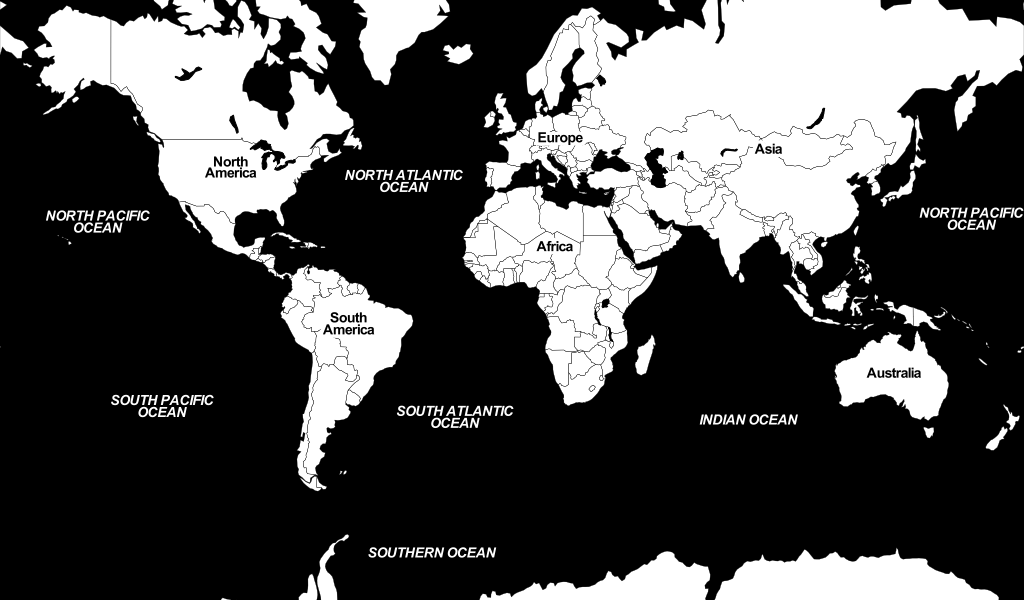 Europe
Asia
North
America
NORTH ATLANTIC
OCEAN
NORTH PACIFIC
OCEAN
NORTH PACIFIC
OCEAN
Africa
South
America
Australia
SOUTH PACIFIC
OCEAN
SOUTH ATLANTIC
OCEAN
INDIAN OCEAN
SOUTHERN OCEAN